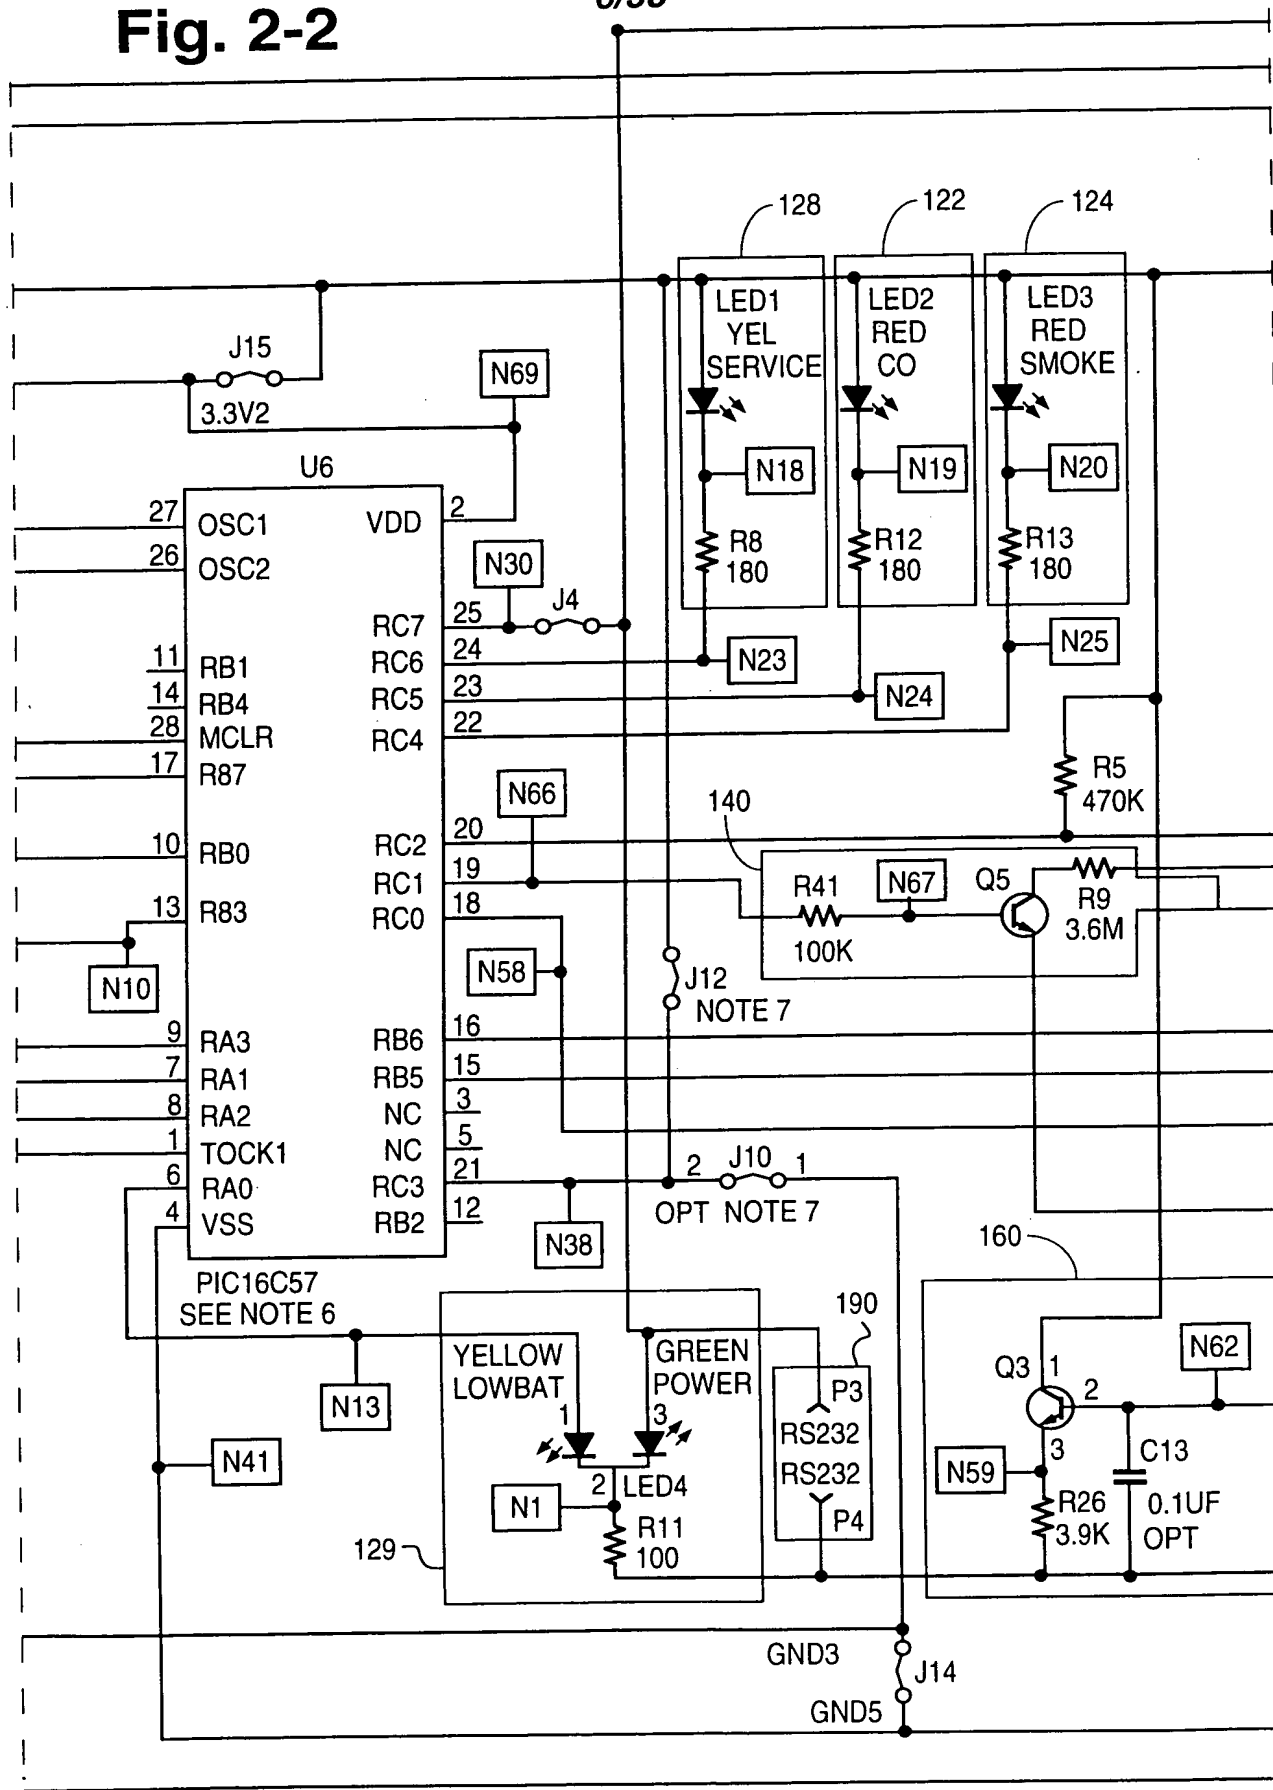 Fig. 2-2
128
122
124
LED1
YEL
SERVICE
LED2
RED
CO
LED3
RED
SMOKE
J15
3.3V2
N69
N18
N19
N20
U6
27 OSC1
26 OSC2
VDD 2
R8
180
R12
180
R13
180
N30
J4
RC7 25
RC6 24
RC5 23
RC4 22
N23
N24
N25
11 RB1
14 RB4
28 MCLR
17 R87
R5
470K
N66
140
10 RB0
RC2 20
RC1 19
RC0 18
13 R83
N10
R41
100K
N67
Q5
R9
3.6M
N58
J12
NOTE 7
9 RA3
7 RA1
8 RA2
1 TOCK1
6 RA0
4 VSS
RB6 16
RB5 15
NC 3
NC 5
RC3 21
RB2 12
2 J10 1
OPT NOTE 7
N38
PIC16C57
SEE NOTE 6
160
190
YELLOW
LOWBAT
GREEN
POWER
N13
N41
1
3
2 LED4
N1
R11
100
129
P3
RS232
RS232
P4
N62
Q3
1
2
3
N59
C13
0.1UF
OPT
R26
3.9K
GND3
J14
GND5